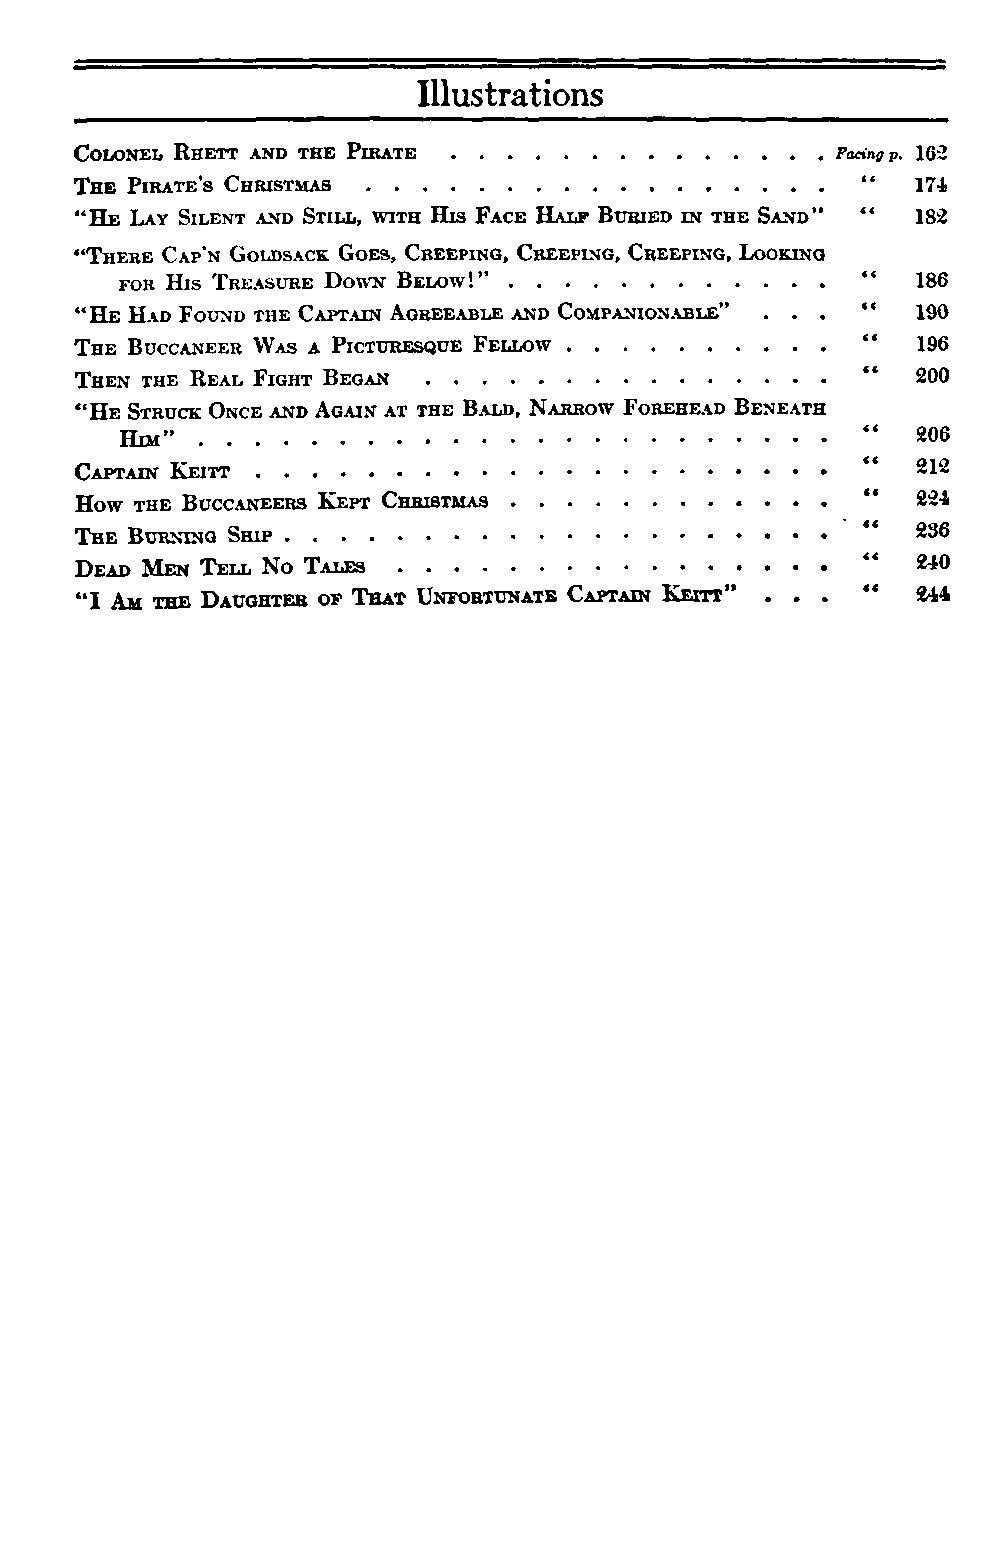 Illustrations
Colonel Rhett and the Pirate . . . . . . . . . . . . . . Facing p. 162
The Pirate's Christmas . . . . . . . . . . . . . . . . . “ 174
“He Lay Silent and Still, with His Face Half Buried in the Sand” “ 182
“There Cap'n Goldsack Goes, Creeping, Creeping, Creeping, Looking
for His Treasure Down Below!” . . . . . . . . . . . . “ 186
“He Had Found the Captain Agreeable and Companionable” . . . “ 190
The Buccaneer Was a Picturesque Fellow . . . . . . . . . . “ 196
Then the Real Fight Began . . . . . . . . . . . . . . . “ 200
“He Struck Once and Again at the Bald, Narrow Forehead Beneath
Him” . . . . . . . . . . . . . . . . . . . . . . . “ 206
Captain Keitt . . . . . . . . . . . . . . . . . . . . . “ 212
How the Buccaneers Kept Christmas . . . . . . . . . . . . “ 224
The Burning Ship . . . . . . . . . . . . . . . . . . . . “ 236
Dead Men Tell No Tales . . . . . . . . . . . . . . . . “ 240
“I Am the Daughter of That Unfortunate Captain Keitt” . . . “ 244